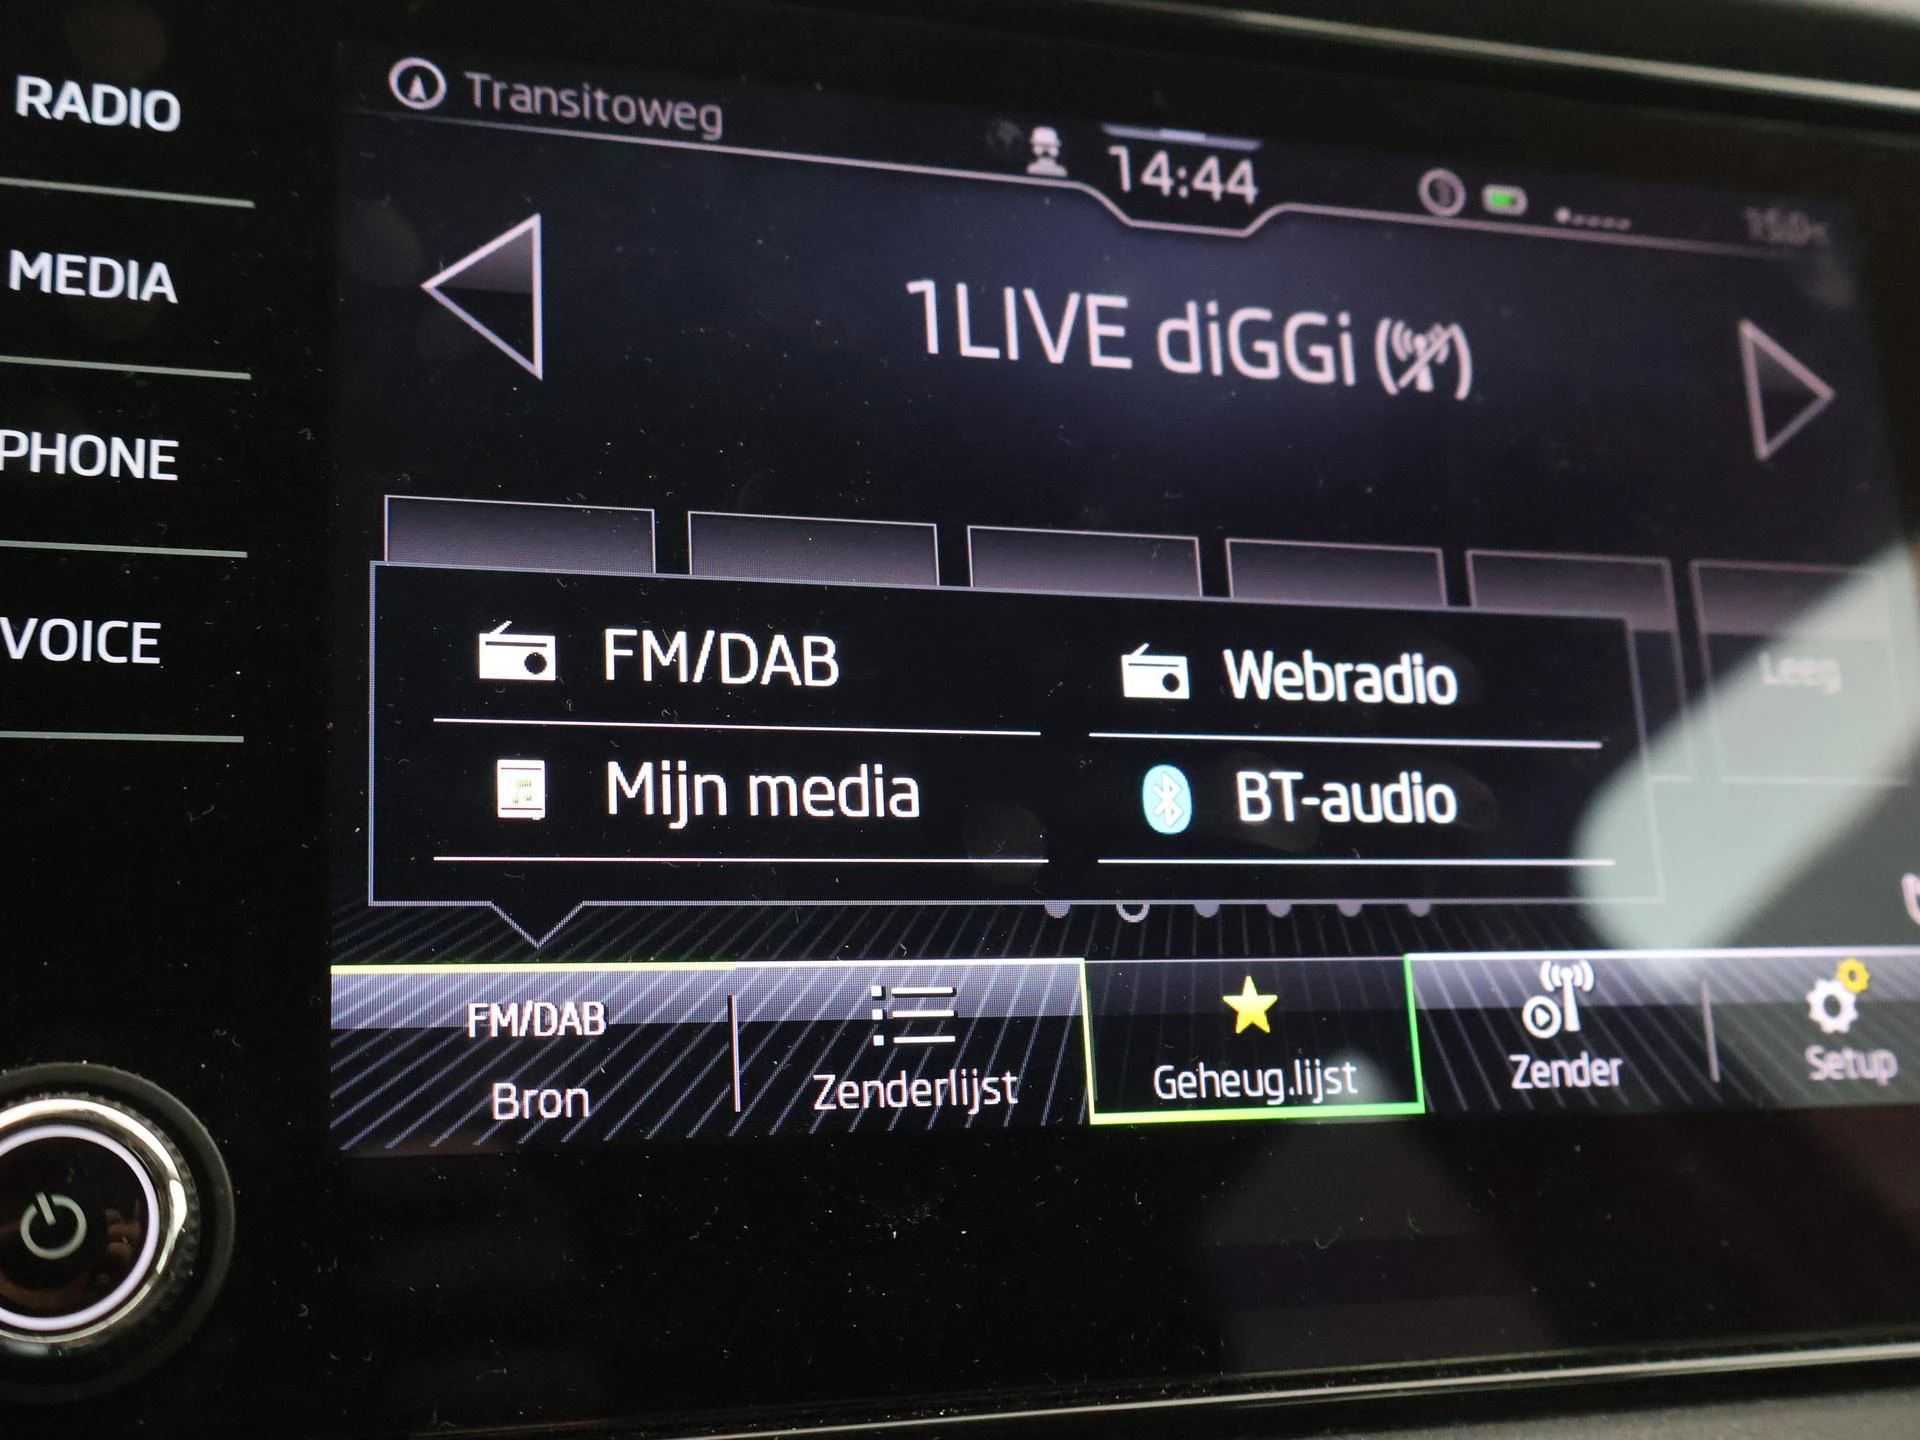 RADIO
MEDIA
PHONE
VOICE
Transitoweg
14:44
1LIVE diGGi
Leeg
FM/DAB
Webradio
Mijn media
BT-audio
FM/DAB
Bron
Zenderlijst
Geheug.lijst
Zender
Setup